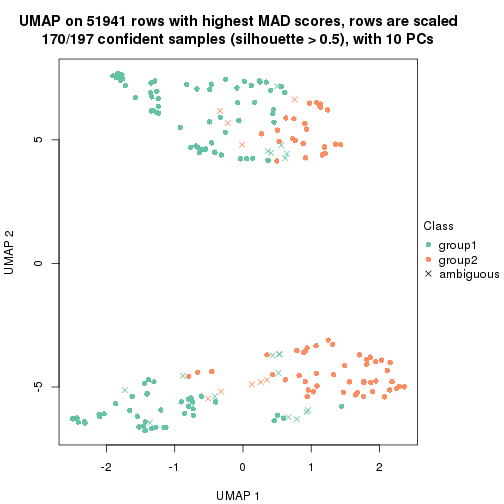 UMAP on 51941 rows with highest MAD scores, rows are scaled
170/197 confident samples (silhouette > 0.5), with 10 PCs
5
0
-5
UMAP 2
-2
-1
0
1
2
UMAP 1
Class
group1
group2
ambiguous